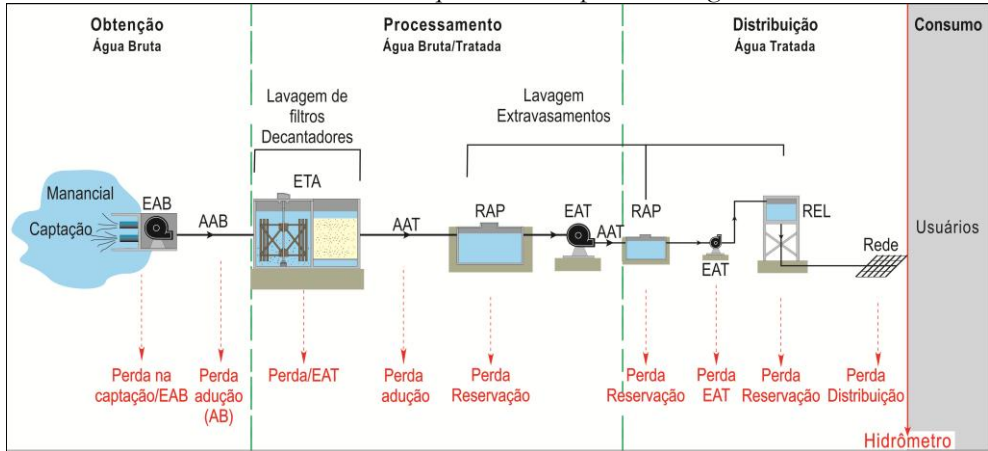 Obtenção
Água Bruta
Processamento
Água Bruta/Tratada
Distribuição
Água Tratada
Consumo
Lavagem de
filtros
Decantadores
Lavagem
Extravasamentos
Manancial
Captação
EAB
AAB
ETA
AAT
RAP
EAT
AAT
RAP
EAT
REL
Rede
Usuários
Perda na
captação/EAB
Perda
adução
(AB)
Perda/EAT
Perda
adução
Perda
Reservação
Perda
Reservação
Perda
EAT
Perda
Reservação
Perda
Distribuição
Hidrômetro